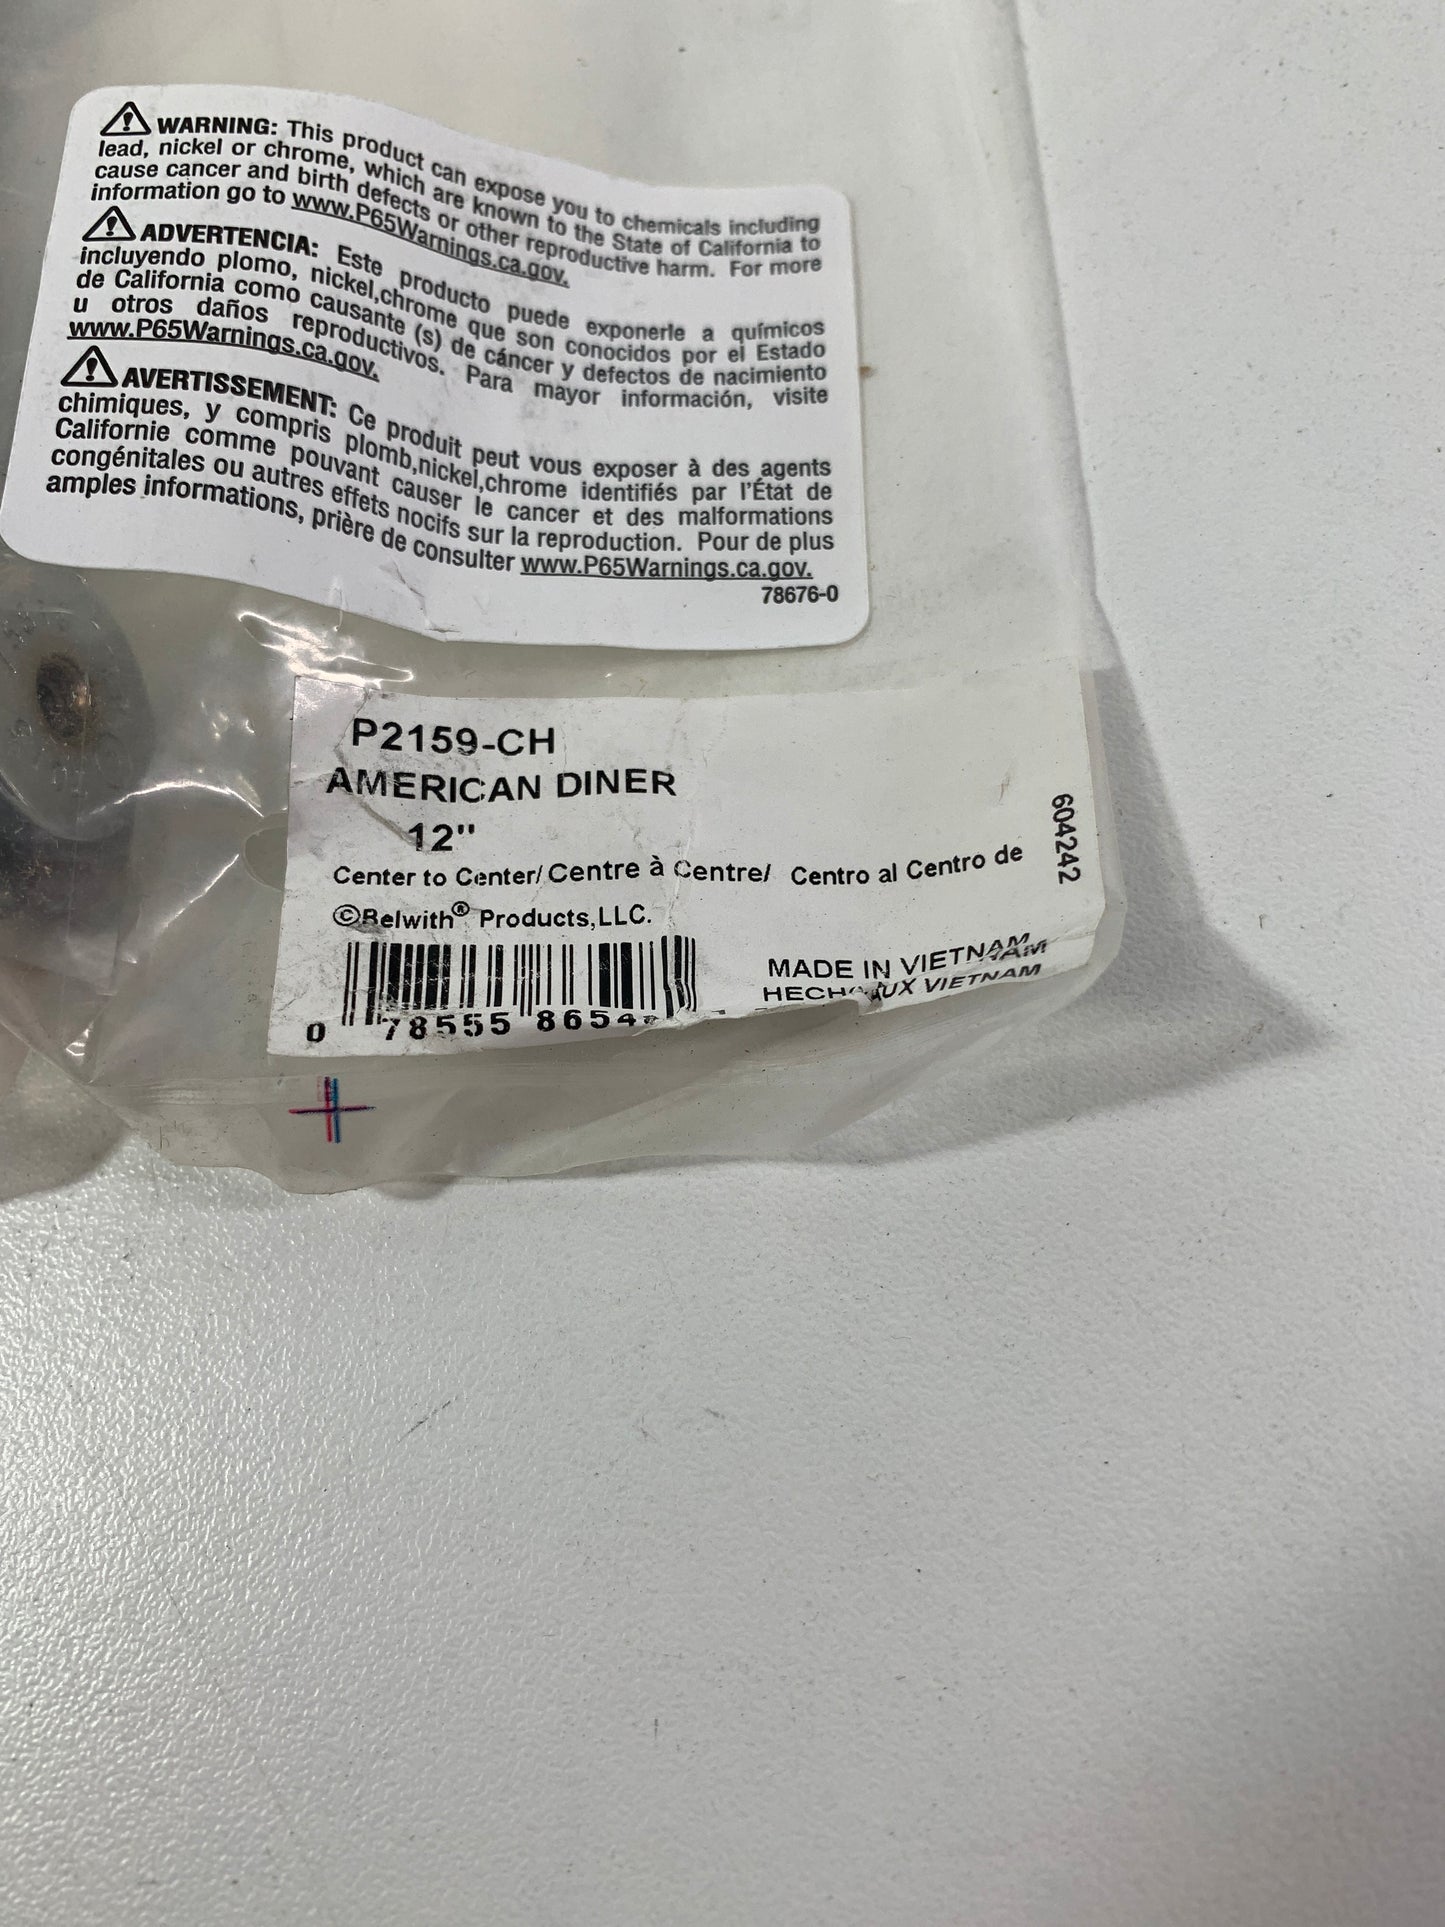 WARNING: This product can expose you to chemicals including
lead, nickel or chrome, which are known to the State of California to
cause cancer and birth defects or other reproductive harm. For more
information go to www.P65Warnings.ca.gov.
ADVERTENCIA: Este producto puede exponerle a químicos
incluyendo plomo, nickel,chrome que son conocidos por el Estado
de California como causante (s) de cáncer y defectos de nacimiento
u otros daños reproductivos. Para mayor información, visite
www.P65Warnings.ca.gov.
AVERTISSEMENT: Ce produit peut vous exposer à des agents
chimiques, y compris plomb,nickel,chrome identifiés par l'État de
Californie comme pouvant causer le cancer et des malformations
congénitales ou autres effets nocifs sur la reproduction. Pour de plus
amples informations, prière de consulter www.P65Warnings.ca.gov.
78676-0
P2159-CH
AMERICAN DINER
12"
Center to Center/ Centre à Centre/ Centro al Centro de
©Belwith® Products,LLC.
604242
MADE IN VIETNAM
VIETNAM
0 78555